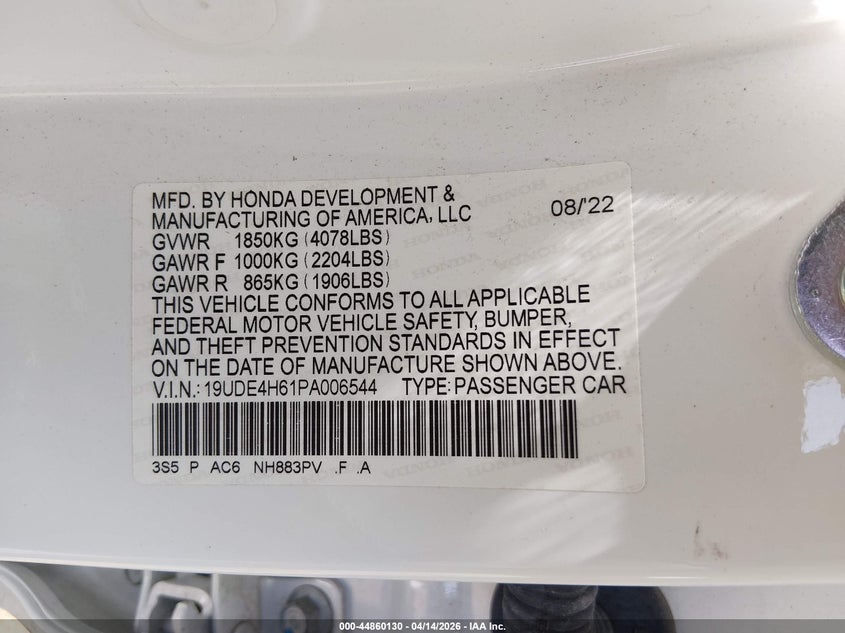 MFD. BY HONDA DEVELOPMENT &
MANUFACTURING OF AMERICA, LLC 08/'22
GVWR 1850KG (4078LBS)
GAWR F 1000KG (2204LBS)
GAWR R 865KG (1906LBS)
THIS VEHICLE CONFORMS TO ALL APPLICABLE
FEDERAL MOTOR VEHICLE SAFETY, BUMPER,
AND THEFT PREVENTION STANDARDS IN EFFECT
ON THE DATE OF MANUFACTURE SHOWN ABOVE.
V.I.N.: 19UDE4H61PA006544 TYPE: PASSENGER CAR
3S5 P AC6 NH883PV .F .A
000-44860130 - 04/14/2026 - IAA Inc.